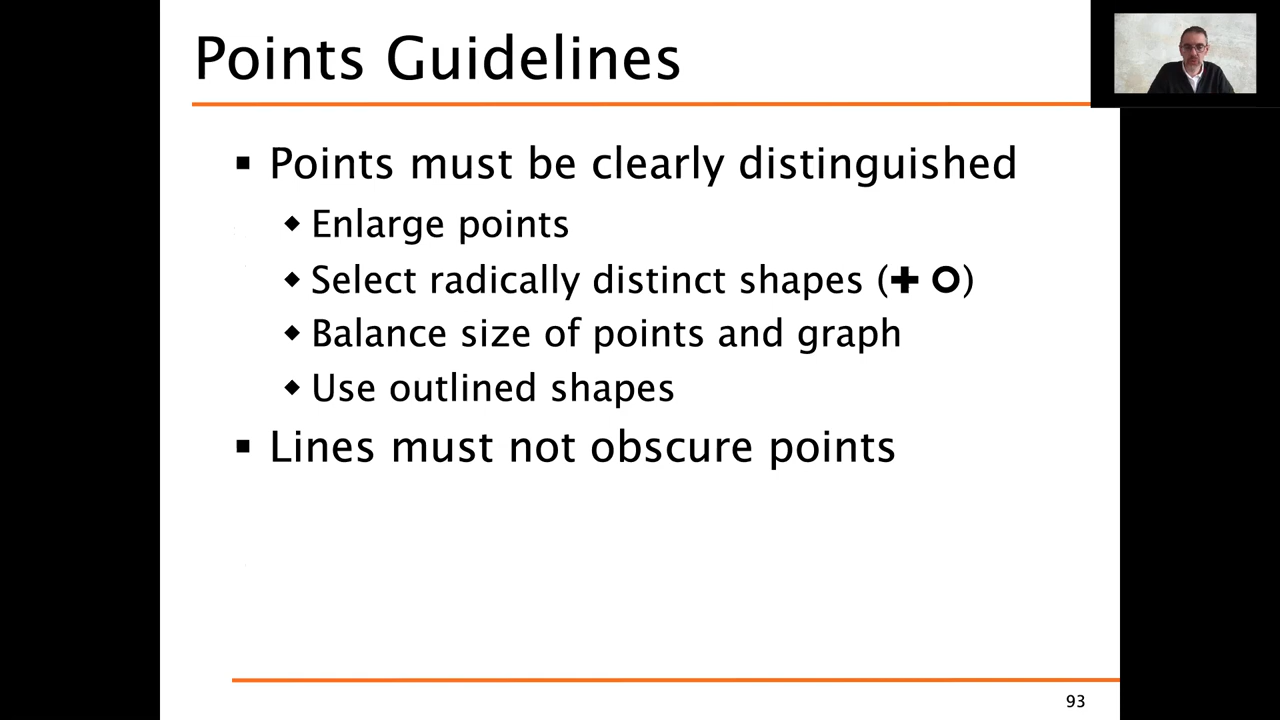 Points Guidelines
▪ Points must be clearly distinguished
◆ Enlarge points
◆ Select radically distinct shapes (✚ O)
◆ Balance size of points and graph
◆ Use outlined shapes
▪ Lines must not obscure points
93